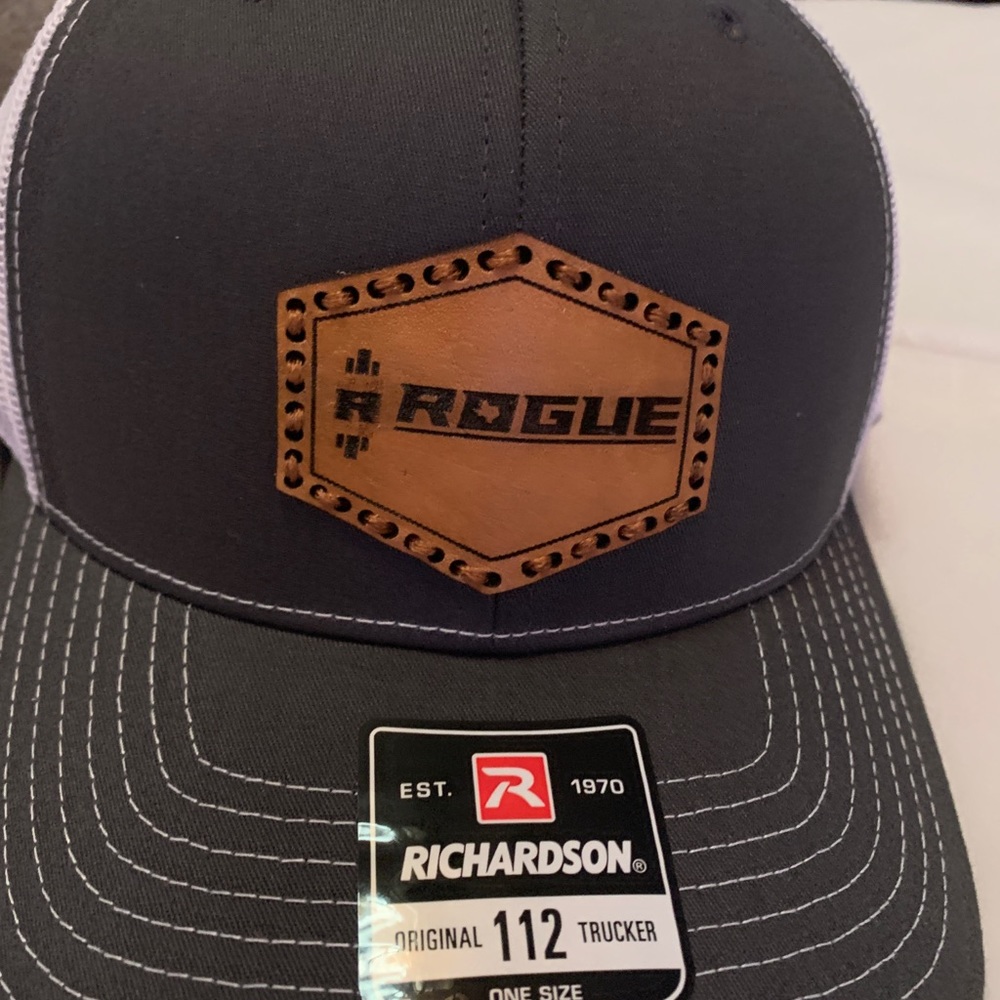 R ROGUE
EST. R 1970
RICHARDSON®
ORIGINAL 112 TRUCKER
ONE SIZE